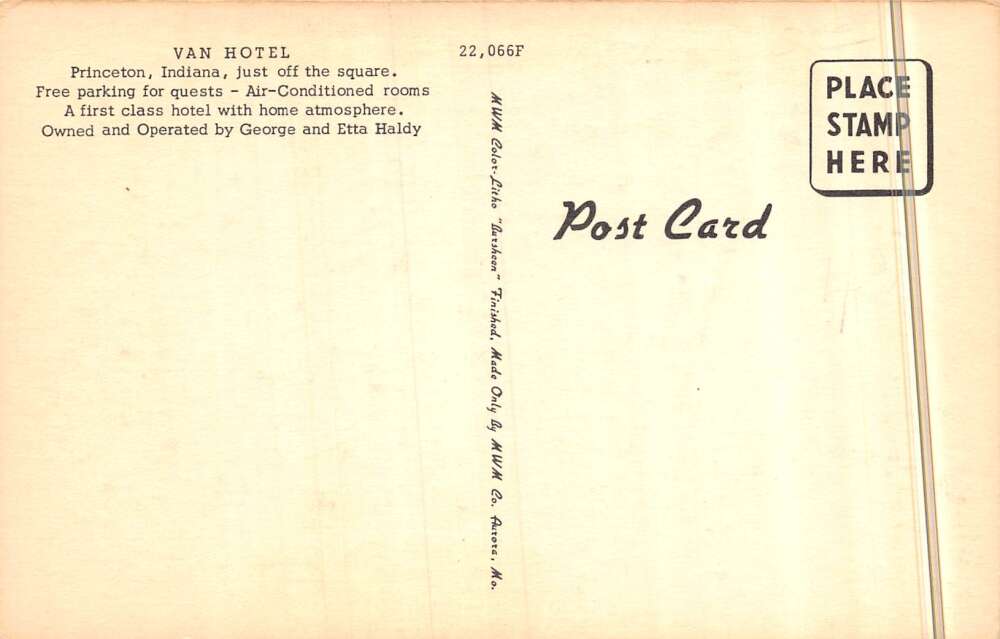 VAN HOTEL
Princeton, Indiana, just off the square.
Free parking for quests - Air-Conditioned rooms
A first class hotel with home atmosphere.
Owned and Operated by George and Etta Haldy
22,066F
MWM Color-Litho "Dursheen" Finished. Made Only By MWM Co. Aurora, Mo.
Post Card
PLACE
STAMP
HERE